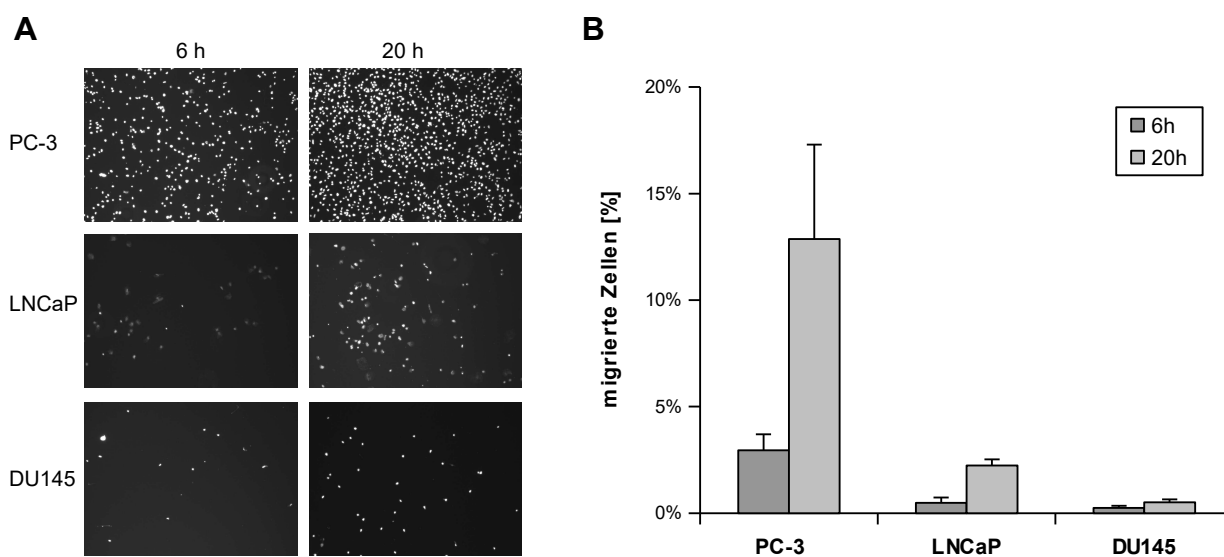 A
6 h
20 h
PC-3
LNCaP
DU145
B
20%
15%
10%
5%
0%
migrierte Zellen [%]
6h
20h
PC-3
LNCaP
DU145